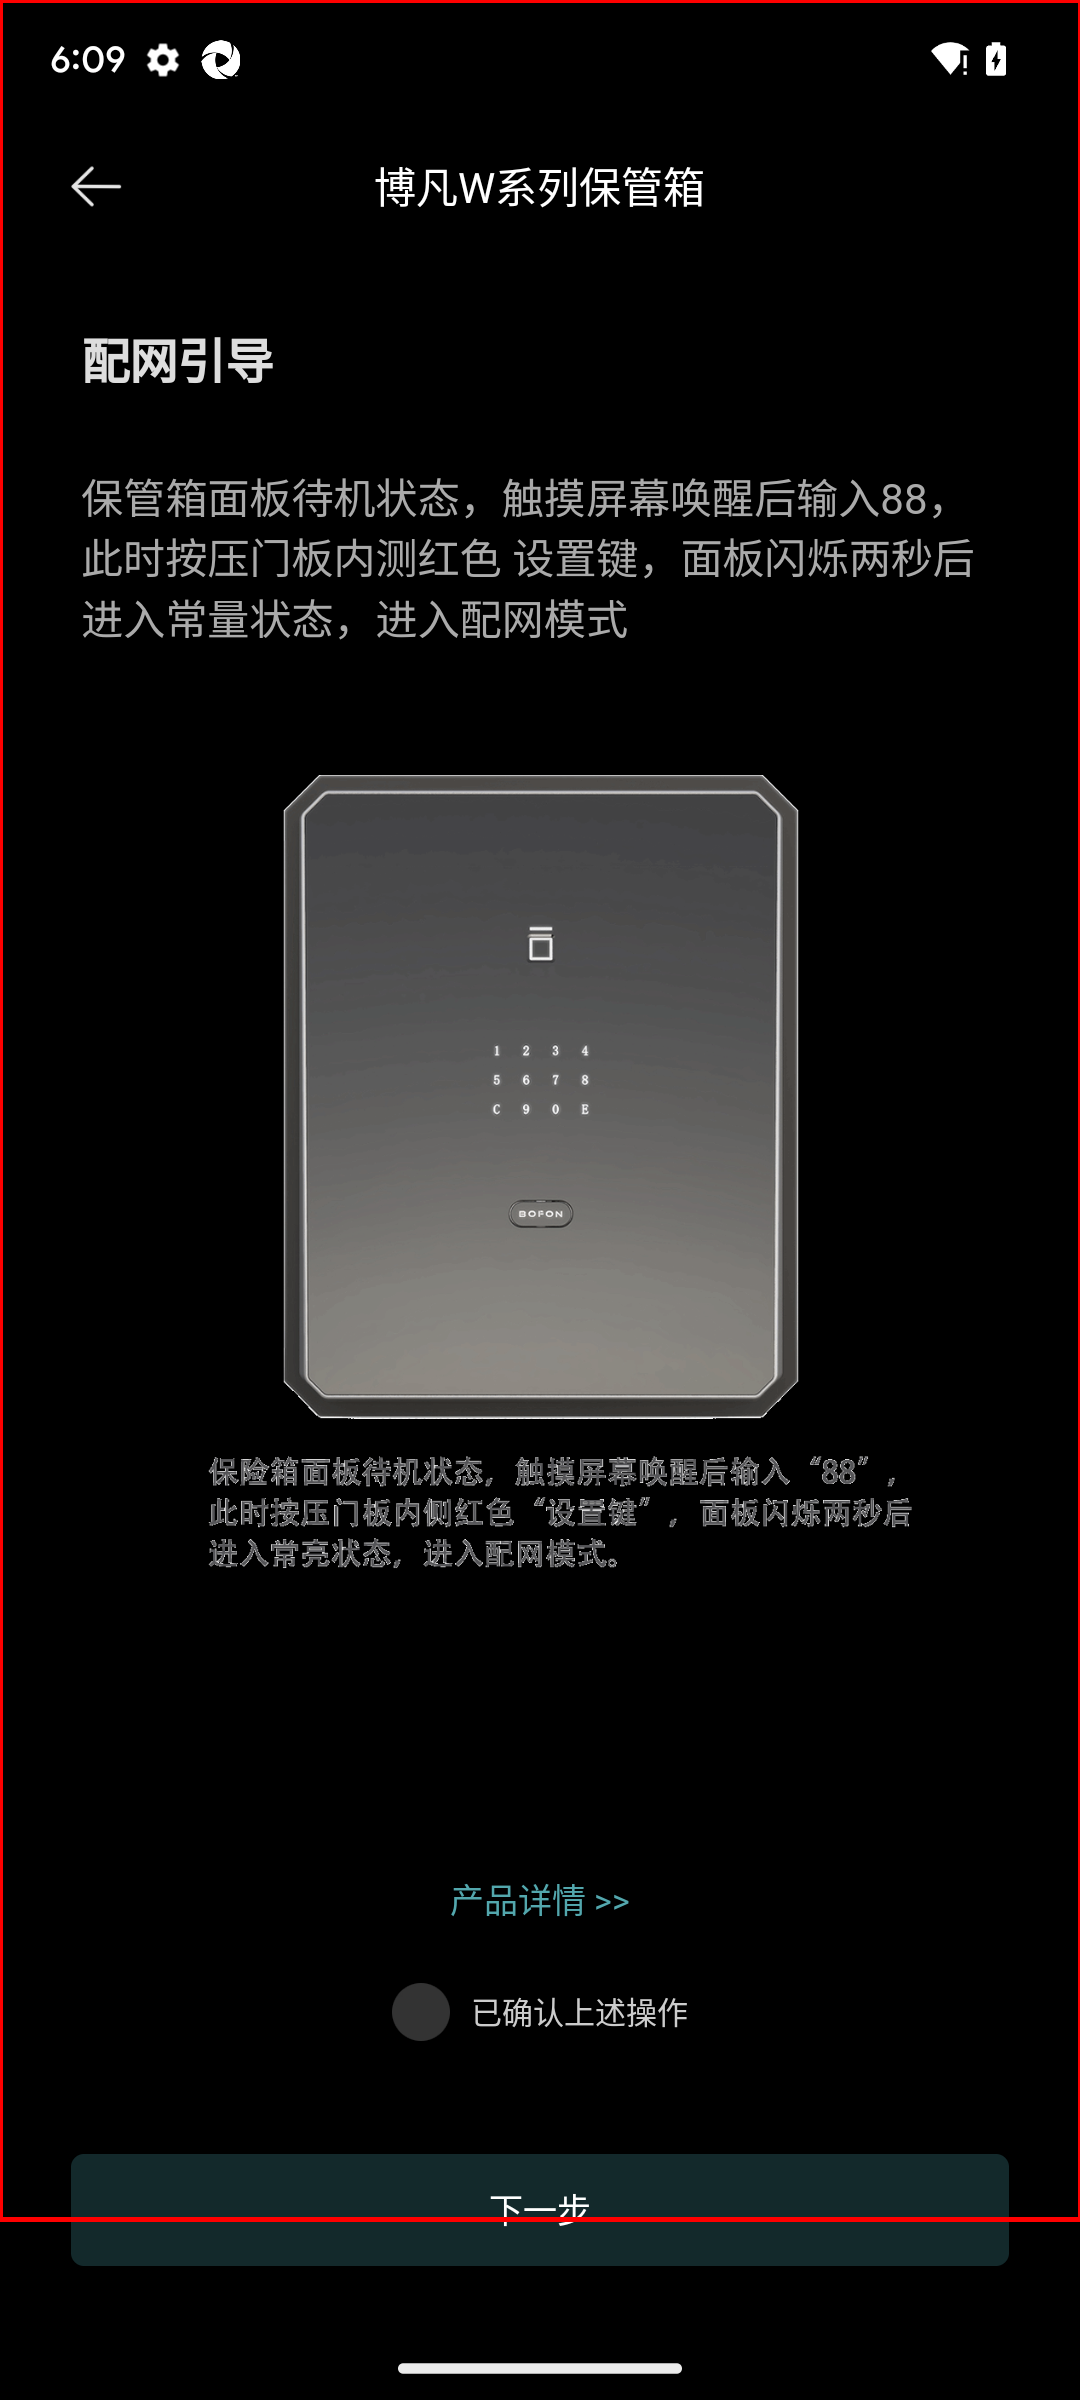 6:09
博凡W系列保管箱
配网引导
保管箱面板待机状态，触摸屏幕唤醒后输入88，
此时按压门板内测红色 设置键，面板闪烁两秒后
进入常量状态，进入配网模式
1 2 3 4
5 6 7 8
C 9 0 E
BOFON
保险箱面板待机状态，触摸屏幕唤醒后输入“88”，
此时按压门板内侧红色“设置键”，面板闪烁两秒后
进入常亮状态，进入配网模式。
产品详情 >>
已确认上述操作
下一步